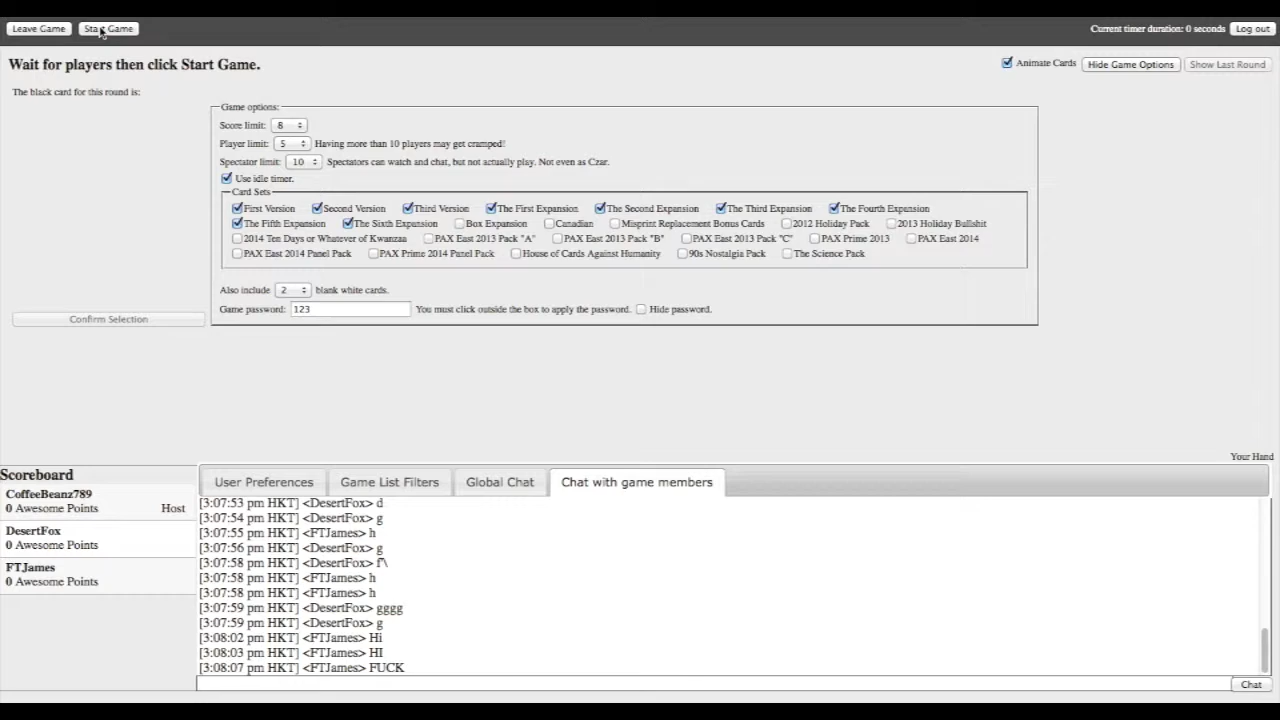 Leave Game Start Game Current timer duration: 0 seconds Log out
Wait for players then click Start Game. Animate Cards Hide Game Options Show Last Round
The black card for this round is:
Game options:
Score limit: 8
Player limit: 5 Having more than 10 players may get cramped!
Spectator limit: 10 Spectators can watch and chat, but not actually play. Not even as Czar.
Use idle timer.
Card Sets
First Version Second Version Third Version The First Expansion The Second Expansion The Third Expansion The Fourth Expansion
The Fifth Expansion The Sixth Expansion Box Expansion Canadian Misprint Replacement Bonus Cards 2012 Holiday Pack 2013 Holiday Bullshit
2014 Ten Days or Whatever of Kwanzaa PAX East 2013 Pack "A" PAX East 2013 Pack "B" PAX East 2013 Pack "C" PAX Prime 2013 PAX East 2014
PAX East 2014 Panel Pack PAX Prime 2014 Panel Pack House of Cards Against Humanity 90s Nostalgia Pack The Science Pack
Also include 2 blank white cards.
Game password: 123 You must click outside the box to apply the password. Hide password.
Confirm Selection
Your Hand
Scoreboard
CoffeeBeanz789
0 Awesome Points Host
DesertFox
0 Awesome Points
FTJames
0 Awesome Points
User Preferences Game List Filters Global Chat Chat with game members
[3:07:53 pm HKT] <DesertFox> d
[3:07:54 pm HKT] <DesertFox> g
[3:07:55 pm HKT] <FTJames> h
[3:07:56 pm HKT] <DesertFox> g
[3:07:58 pm HKT] <DesertFox> f'\
[3:07:58 pm HKT] <FTJames> h
[3:07:58 pm HKT] <FTJames> h
[3:07:59 pm HKT] <DesertFox> gggg
[3:07:59 pm HKT] <DesertFox> g
[3:08:02 pm HKT] <FTJames> Hi
[3:08:03 pm HKT] <FTJames> HI
[3:08:07 pm HKT] <FTJames> FUCK
Chat